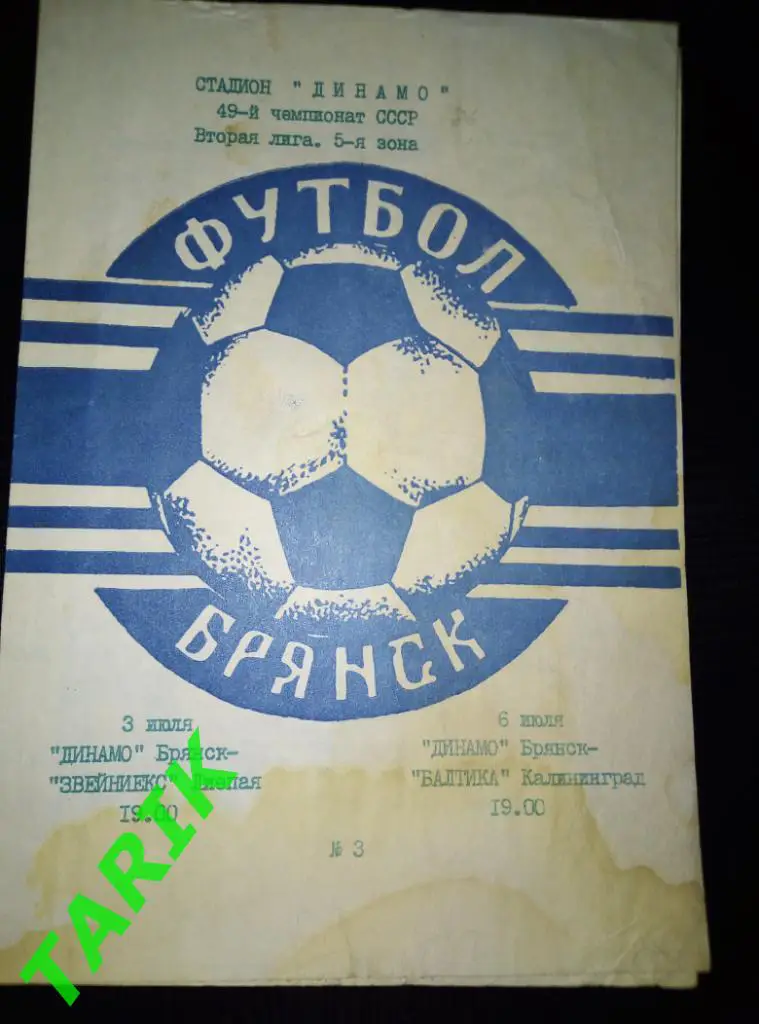 СТАДИОН "ДИНАМО"
49-й чемпионат СССР
Вторая лига. 5-я зона
ФУТБОЛ
БРЯНСК
3 июля
"ДИНАМО" Брянск-
"ЗВЕЙНИЕКС" Лиепая
19.00
6 июля
"ДИНАМО" Брянск-
"БАЛТИКА" Калининград
19.00
№ 3
TARIK